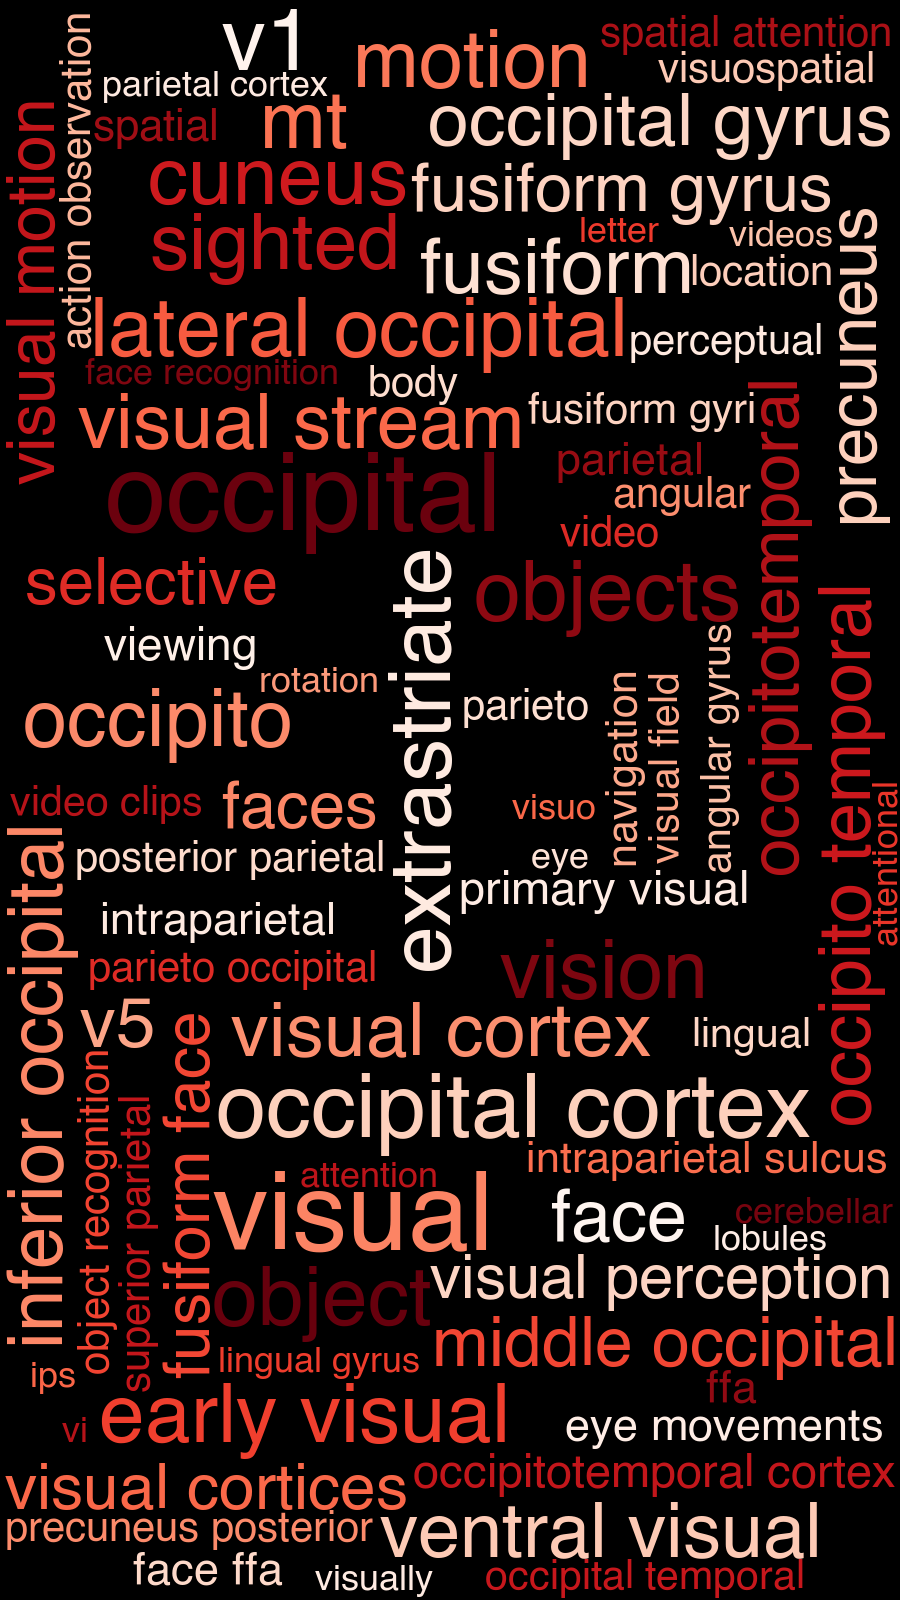 v1
motion
spatial attention
visuospatial
parietal cortex
action observation
visual motion
spatial
mt
occipital gyrus
cuneus
fusiform gyrus
sighted
letter
videos
fusiform
location
precuneus
lateral occipital
perceptual
face recognition
body
visual stream
fusiform gyri
occipital
parietal
angular
video
occipitotemporal
selective
extrastriate
objects
occipito temporal
viewing
rotation
occipito
parieto
navigation
visual field
angular gyrus
video clips
faces
visuo
attentional
inferior occipital
posterior parietal
eye
primary visual
intraparietal
parieto occipital
vision
v5
visual cortex
lingual
object recognition
superior parietal
fusiform face
occipital cortex
intraparietal sulcus
attention
visual
face
cerebellar
lobules
visual perception
object
middle occipital
lingual gyrus
ips
ffa
vi
early visual
eye movements
visual cortices
occipitotemporal cortex
precuneus posterior
ventral visual
face ffa
visually
occipital temporal